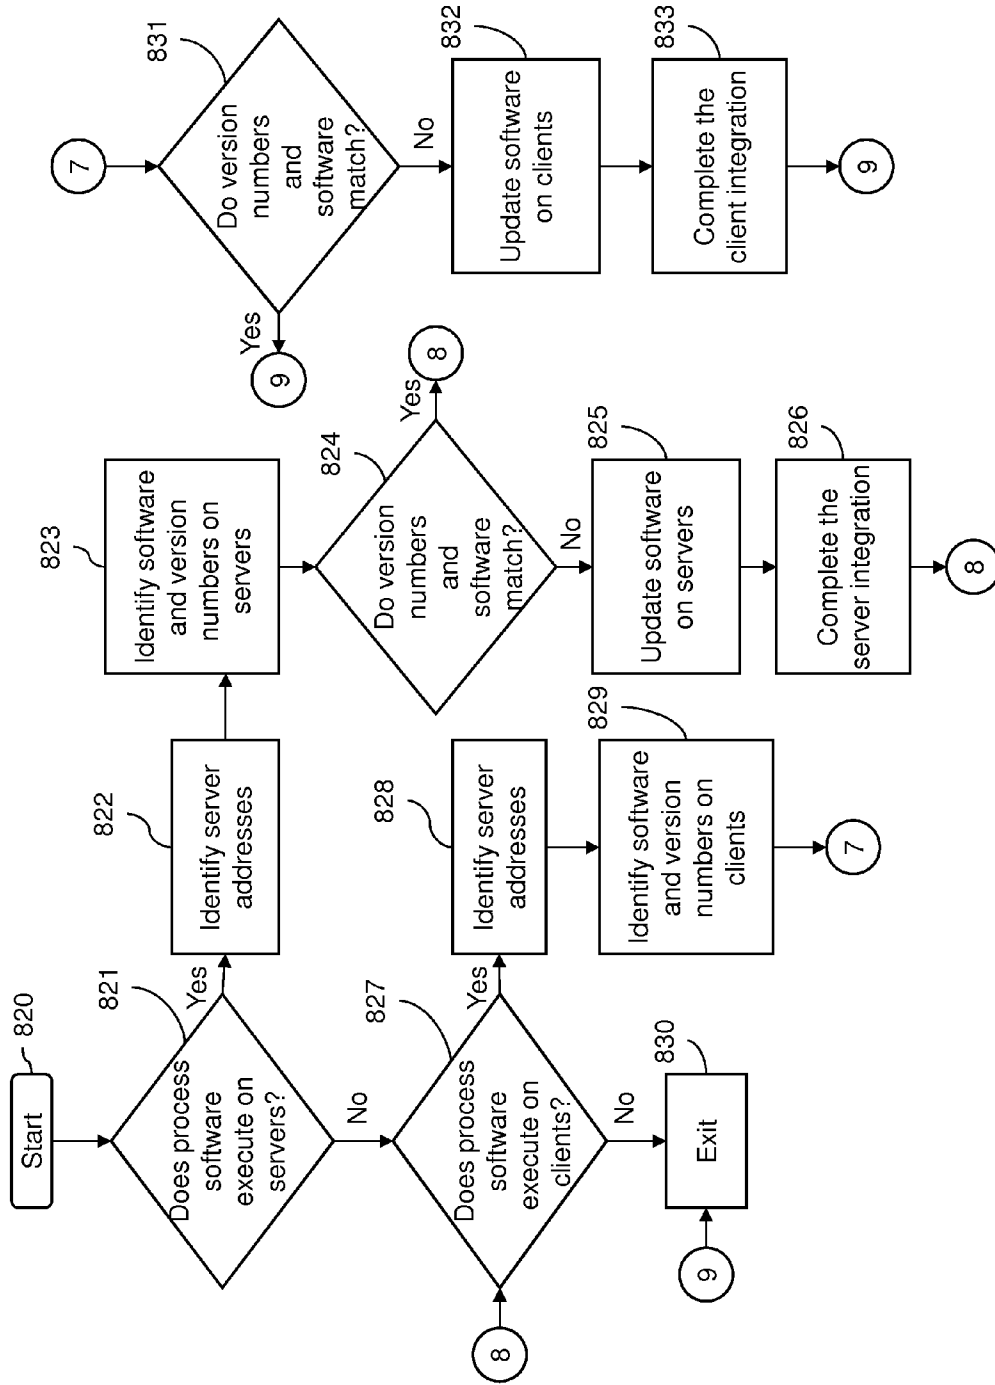 820
Start
821
Does process
software
execute on
servers?
Yes
No
822
Identify server
addresses
823
Identify software
and version
numbers on
servers
824
Do version
numbers
and
software
match?
Yes
8
No
825
Update software
on servers
826
Complete the
server integration
8
8
827
Does process
software
execute on
clients?
Yes
No
828
Identify server
addresses
829
Identify software
and version
numbers on
clients
7
830
Exit
9
7
831
Do version
numbers
and
software
match?
Yes
9
No
832
Update software
on clients
833
Complete the
client integration
9